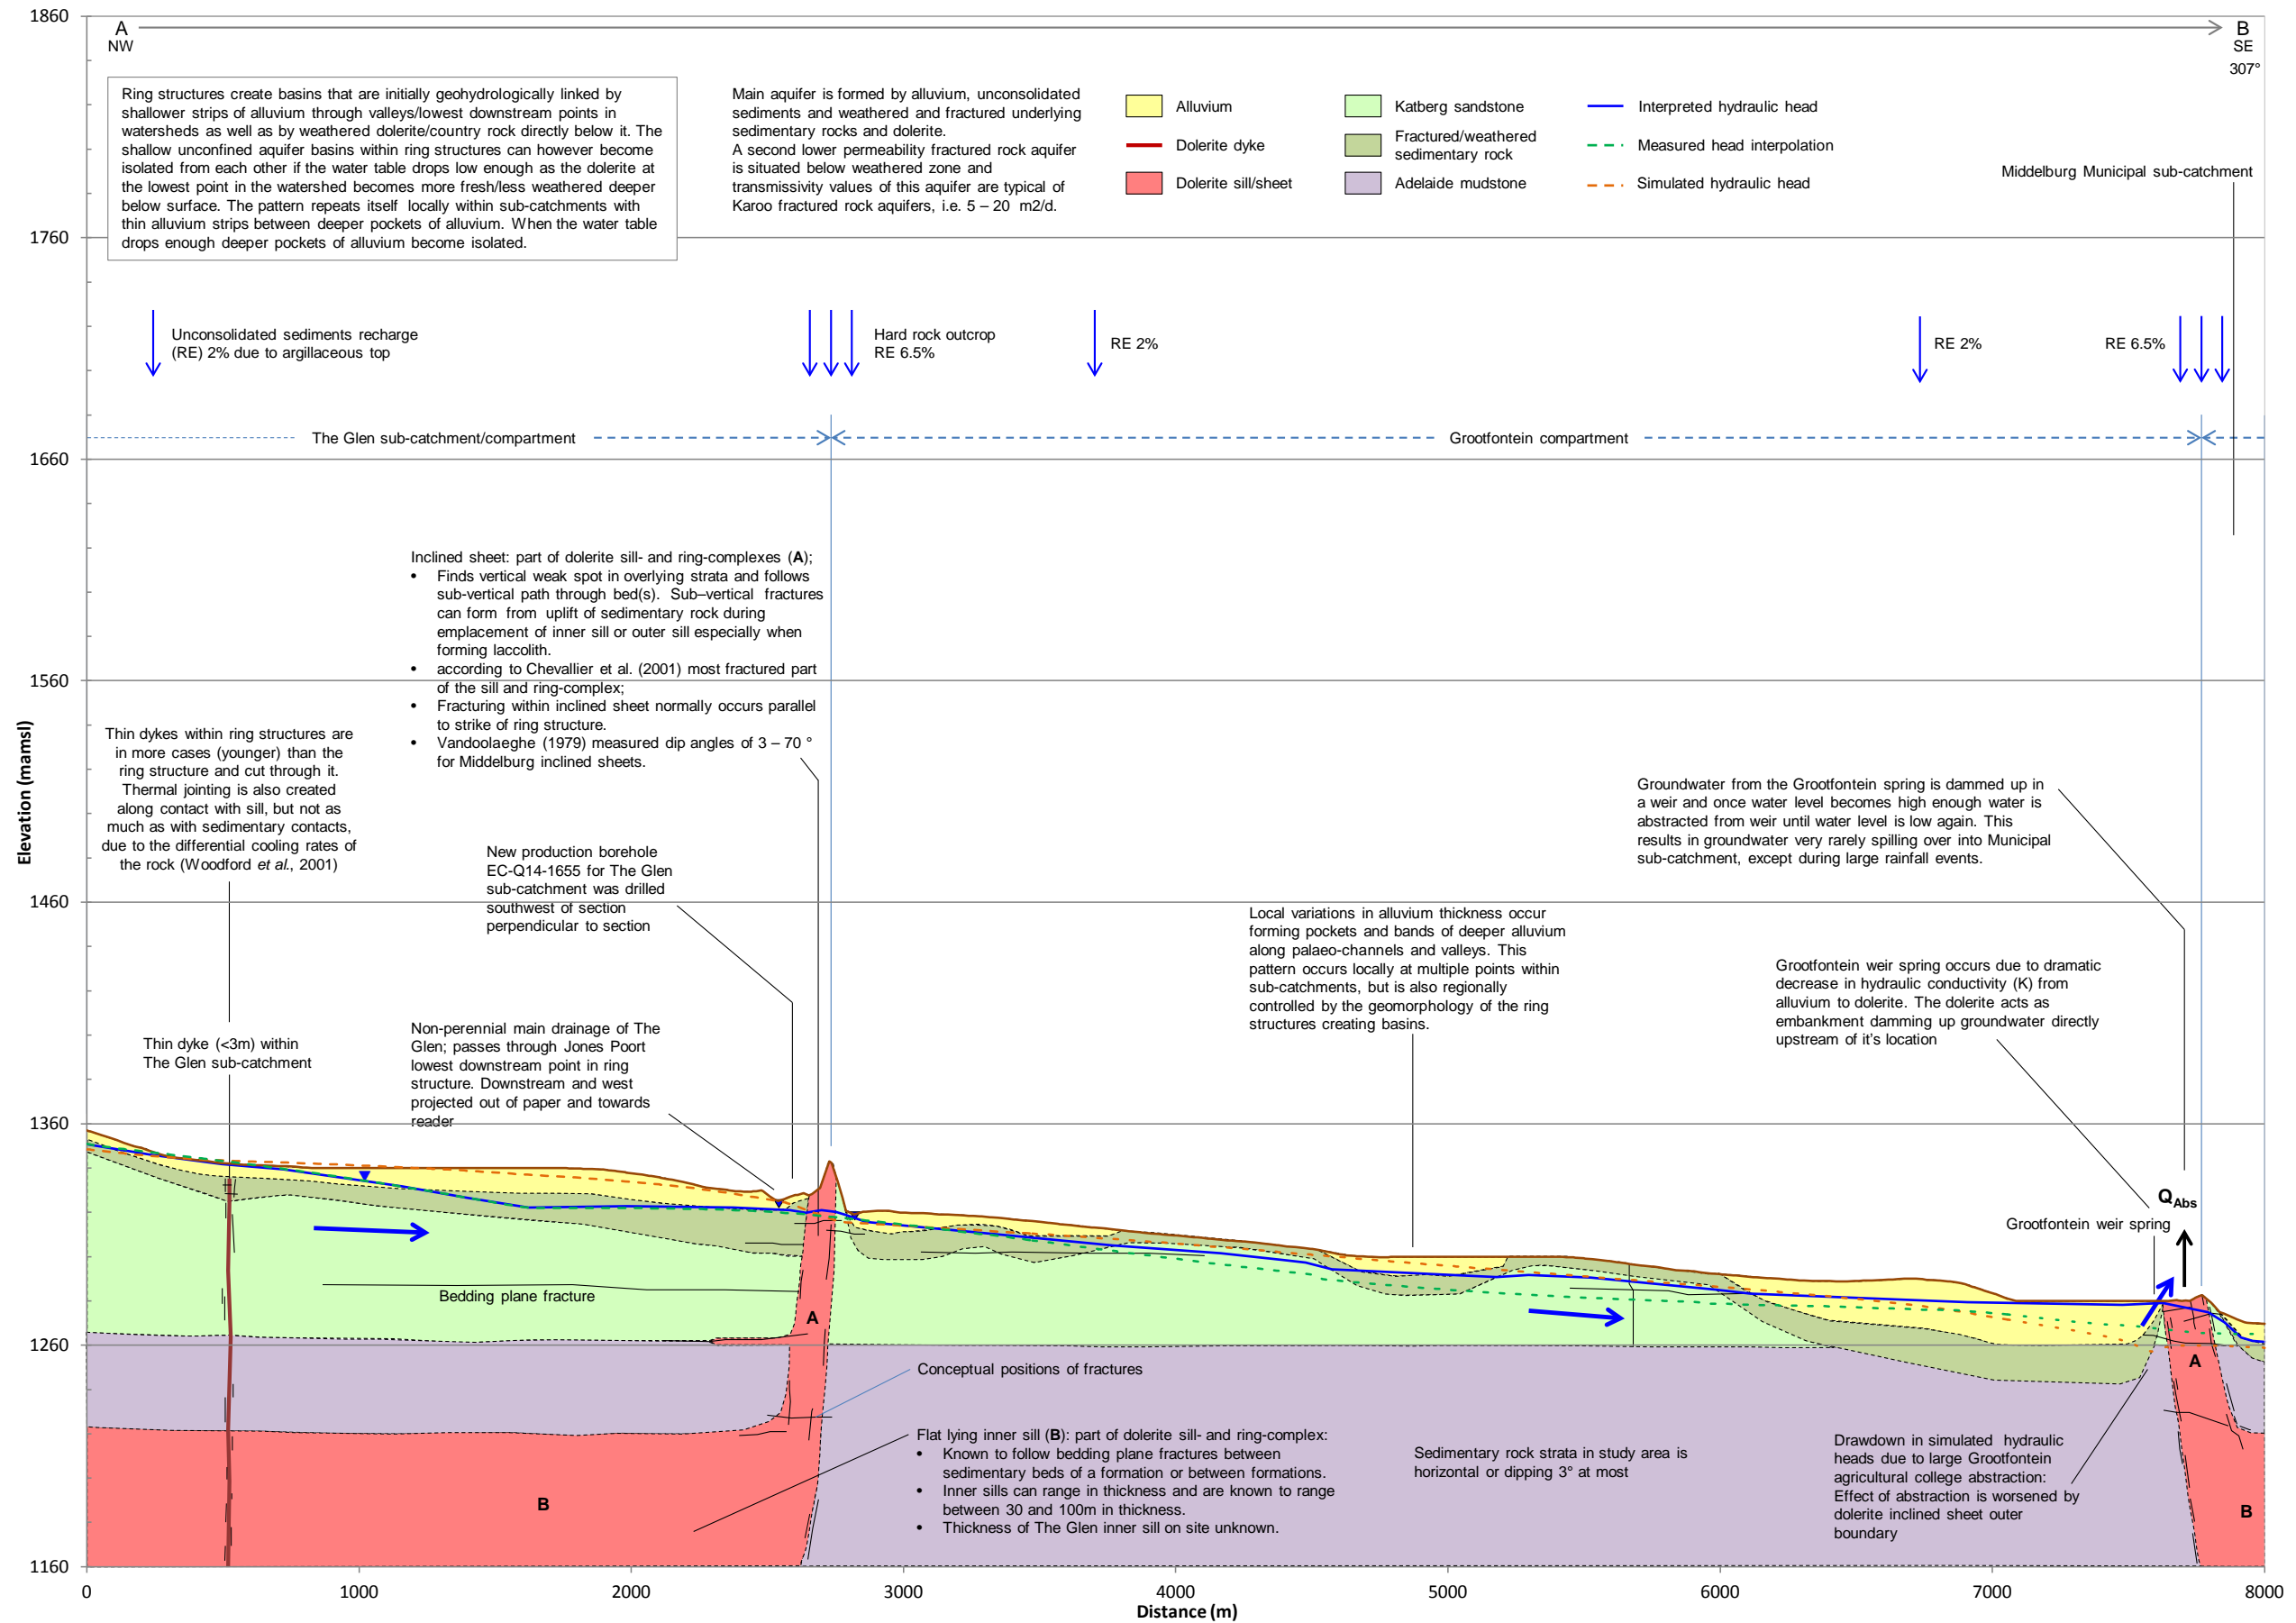 1860
A
NW
B
SE
307°
Ring structures create basins that are initially geohydrologically linked by
shallower strips of alluvium through valleys/lowest downstream points in
watersheds as well as by weathered dolerite/country rock directly below it. The
shallow unconfined aquifer basins within ring structures can however become
isolated from each other if the water table drops low enough as the dolerite at
the lowest point in the watershed becomes more fresh/less weathered deeper
below surface. The pattern repeats itself locally within sub-catchments with
thin alluvium strips between deeper pockets of alluvium. When the water table
drops enough deeper pockets of alluvium become isolated.
Main aquifer is formed by alluvium, unconsolidated
sediments and weathered and fractured underlying
sedimentary rocks and dolerite.
A second lower permeability fractured rock aquifer
is situated below weathered zone and
transmissivity values of this aquifer are typical of
Karoo fractured rock aquifers, i.e. 5 – 20 m2/d.
Alluvium
Dolerite dyke
Dolerite sill/sheet
Katberg sandstone
Fractured/weathered
sedimentary rock
Adelaide mudstone
Interpreted hydraulic head
Measured head interpolation
Simulated hydraulic head
Middelburg Municipal sub-catchment
1760
Unconsolidated sediments recharge
(RE) 2% due to argillaceous top
Hard rock outcrop
RE 6.5%
RE 2%
RE 2%
RE 6.5%
The Glen sub-catchment/compartment
Grootfontein compartment
1660
Inclined sheet: part of dolerite sill- and ring-complexes (A);
• Finds vertical weak spot in overlying strata and follows
sub-vertical path through bed(s). Sub–vertical fractures
can form from uplift of sedimentary rock during
emplacement of inner sill or outer sill especially when
forming laccolith.
• according to Chevallier et al. (2001) most fractured part
of the sill and ring-complex;
• Fracturing within inclined sheet normally occurs parallel
to strike of ring structure.
• Vandoolaeghe (1979) measured dip angles of 3 – 70 °
for Middelburg inclined sheets.
1560
Elevation (mamsl)
Thin dykes within ring structures are
in more cases (younger) than the
ring structure and cut through it.
Thermal jointing is also created
along contact with sill, but not as
much as with sedimentary contacts,
due to the differential cooling rates of
the rock (Woodford et al., 2001)
New production borehole
EC-Q14-1655 for The Glen
sub-catchment was drilled
southwest of section
perpendicular to section
Groundwater from the Grootfontein spring is dammed up in
a weir and once water level becomes high enough water is
abstracted from weir until water level is low again. This
results in groundwater very rarely spilling over into Municipal
sub-catchment, except during large rainfall events.
1460
Local variations in alluvium thickness occur
forming pockets and bands of deeper alluvium
along palaeo-channels and valleys. This
pattern occurs locally at multiple points within
sub-catchments, but is also regionally
controlled by the geomorphology of the ring
structures creating basins.
Grootfontein weir spring occurs due to dramatic
decrease in hydraulic conductivity (K) from
alluvium to dolerite. The dolerite acts as
embankment damming up groundwater directly
upstream of it's location
Thin dyke (<3m) within
The Glen sub-catchment
Non-perennial main drainage of The
Glen; passes through Jones Poort
lowest downstream point in ring
structure. Downstream and west
projected out of paper and towards
reader
1360
QAbs
Grootfontein weir spring
Bedding plane fracture
A
1260
A
Conceptual positions of fractures
Flat lying inner sill (B): part of dolerite sill- and ring-complex:
• Known to follow bedding plane fractures between
sedimentary beds of a formation or between formations.
• Inner sills can range in thickness and are known to range
between 30 and 100m in thickness.
• Thickness of The Glen inner sill on site unknown.
Sedimentary rock strata in study area is
horizontal or dipping 3° at most
Drawdown in simulated hydraulic
heads due to large Grootfontein
agricultural college abstraction:
Effect of abstraction is worsened by
dolerite inclined sheet outer
boundary
B
B
1160
0
1000
2000
3000
4000
5000
6000
7000
8000
Distance (m)